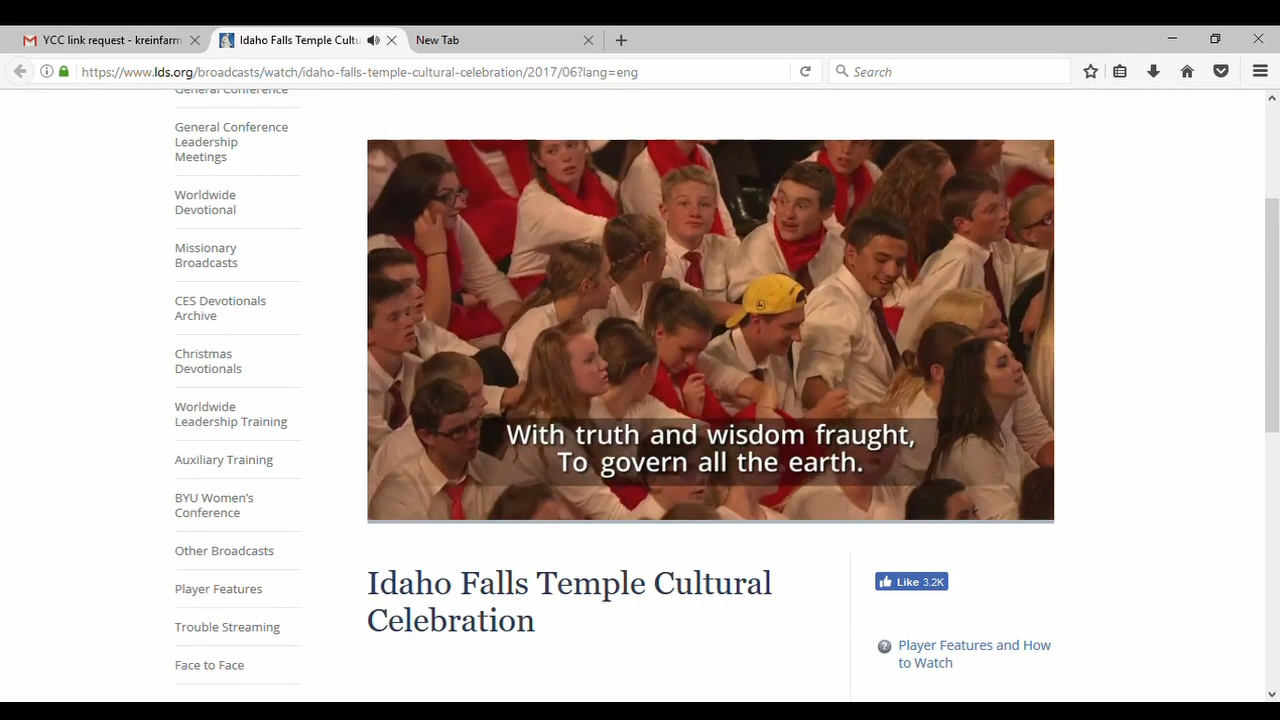 YCC link request - kreinfarm
Idaho Falls Temple Cultu
New Tab
https://www.lds.org/broadcasts/watch/idaho-falls-temple-cultural-celebration/2017/06?lang=eng
Search
General Conference
General Conference
Leadership
Meetings
Worldwide
Devotional
Missionary
Broadcasts
CES Devotionals
Archive
Christmas
Devotionals
Worldwide
Leadership Training
Auxiliary Training
BYU Women's
Conference
Other Broadcasts
Player Features
Trouble Streaming
Face to Face
With truth and wisdom fraught,
To govern all the earth.
Idaho Falls Temple Cultural
Celebration
Like 3.2K
Player Features and How
to Watch